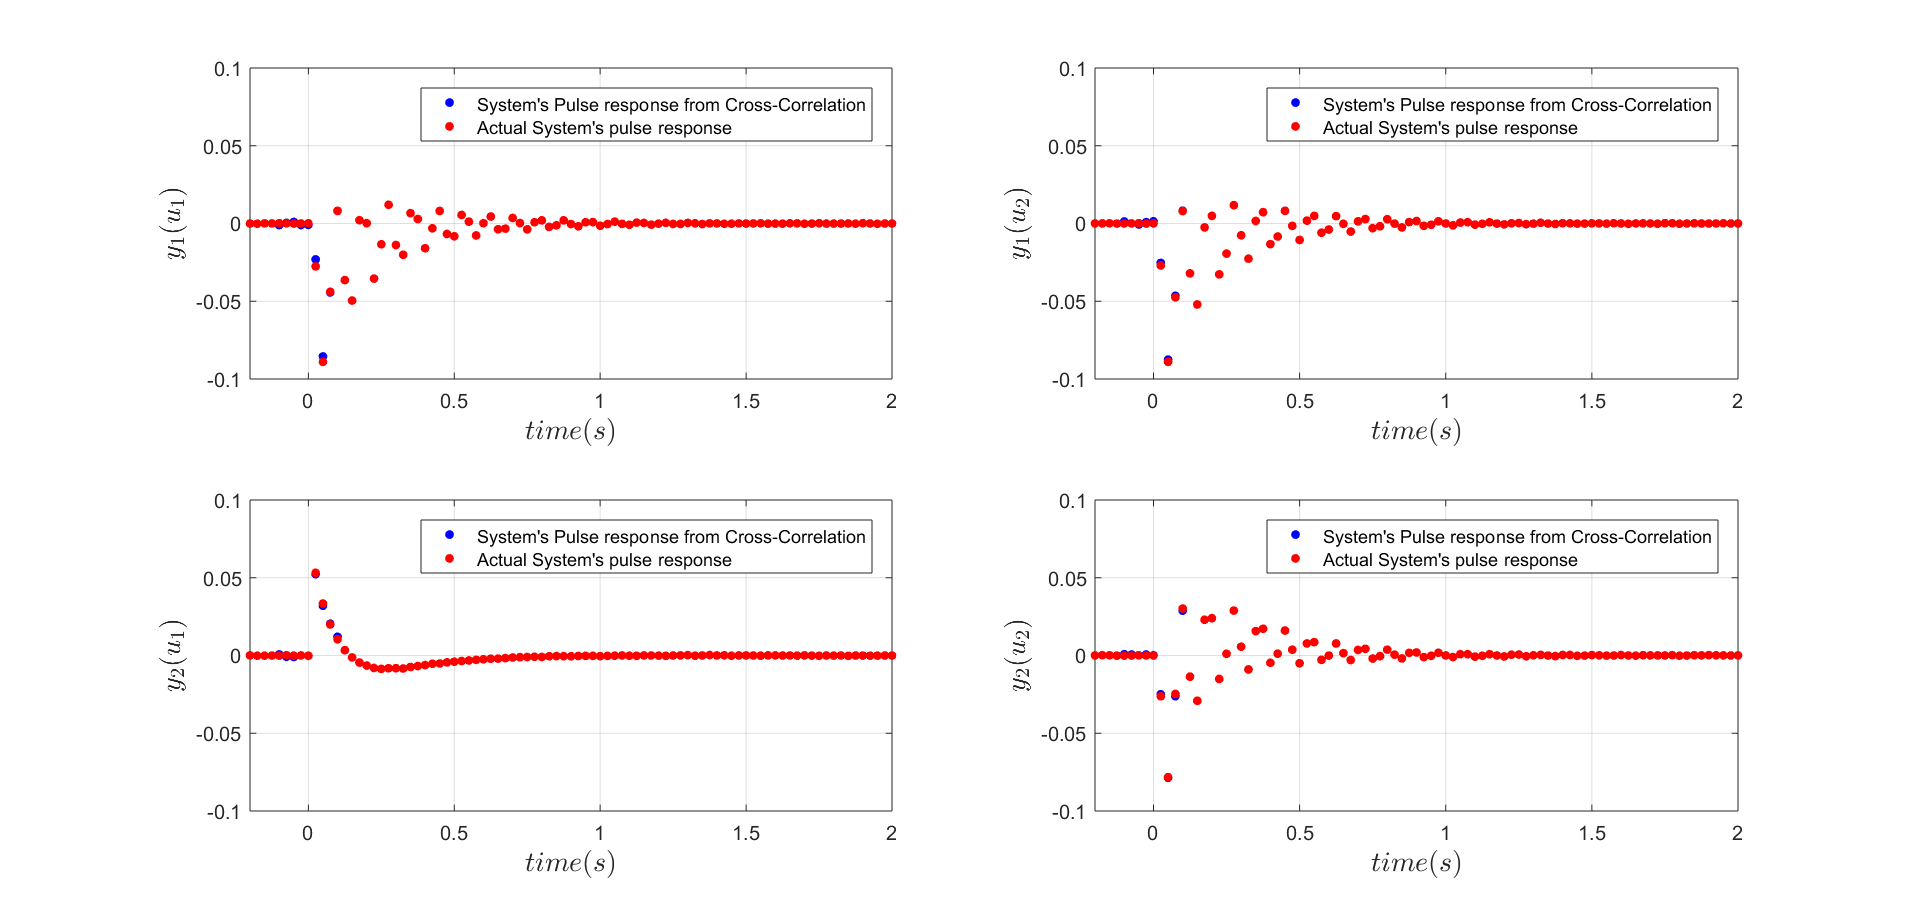 0.1
System's Pulse response from Cross-Correlation
Actual System's pulse response
0.05
0
-0.05
-0.1
y1(u1)
0 0.5 1 1.5 2
time(s)
0.1
System's Pulse response from Cross-Correlation
Actual System's pulse response
0.05
0
-0.05
-0.1
y1(u2)
0 0.5 1 1.5 2
time(s)
0.1
System's Pulse response from Cross-Correlation
Actual System's pulse response
0.05
0
-0.05
-0.1
y2(u1)
0 0.5 1 1.5 2
time(s)
0.1
System's Pulse response from Cross-Correlation
Actual System's pulse response
0.05
0
-0.05
-0.1
y2(u2)
0 0.5 1 1.5 2
time(s)